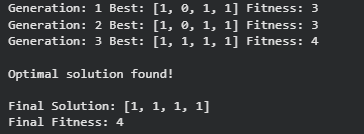 Generation: 1 Best: [1, 0, 1, 1] Fitness: 3
Generation: 2 Best: [1, 0, 1, 1] Fitness: 3
Generation: 3 Best: [1, 1, 1, 1] Fitness: 4
Optimal solution found!
Final Solution: [1, 1, 1, 1]
Final Fitness: 4